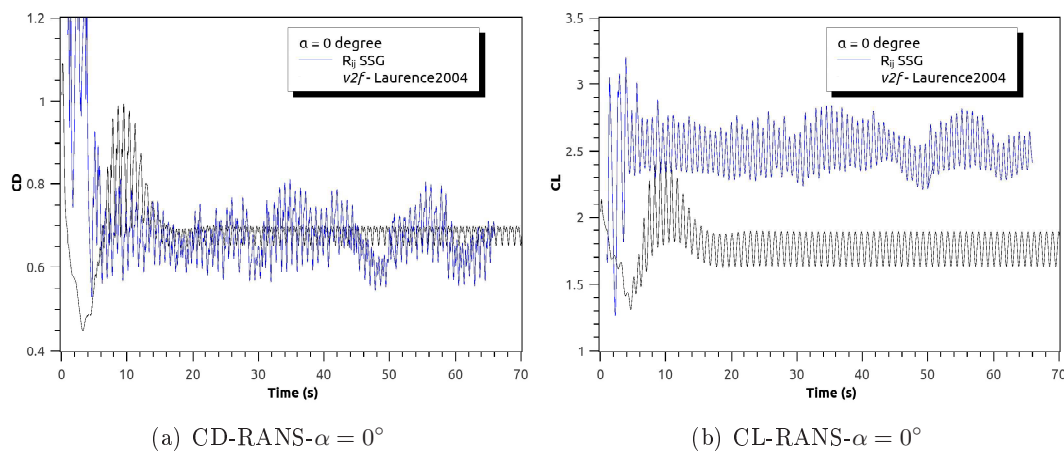 1.2
1
0.8
0.6
0.4
CD
0
10
20
30
40
50
60
70
Time (s)
α = 0 degree
Rij SSG
v2f - Laurence2004
3.5
3
2.5
2
1.5
1
CL
0
10
20
30
40
50
60
70
Time (s)
α = 0 degree
Rij SSG
v2f - Laurence2004
(a) CD-RANS-α = 0°
(b) CL-RANS-α = 0°